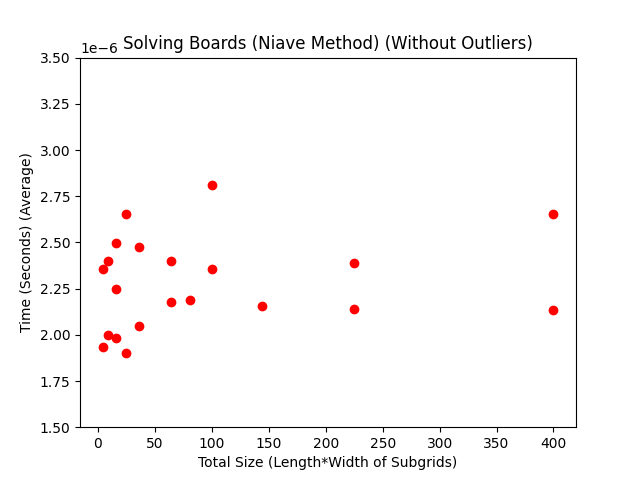 Solving Boards (Niave Method) (Without Outliers)
1e−6
3.50
3.25
3.00
2.75
2.50
2.25
2.00
1.75
1.50
Time (Seconds) (Average)
0 50 100 150 200 250 300 350 400
Total Size (Length*Width of Subgrids)